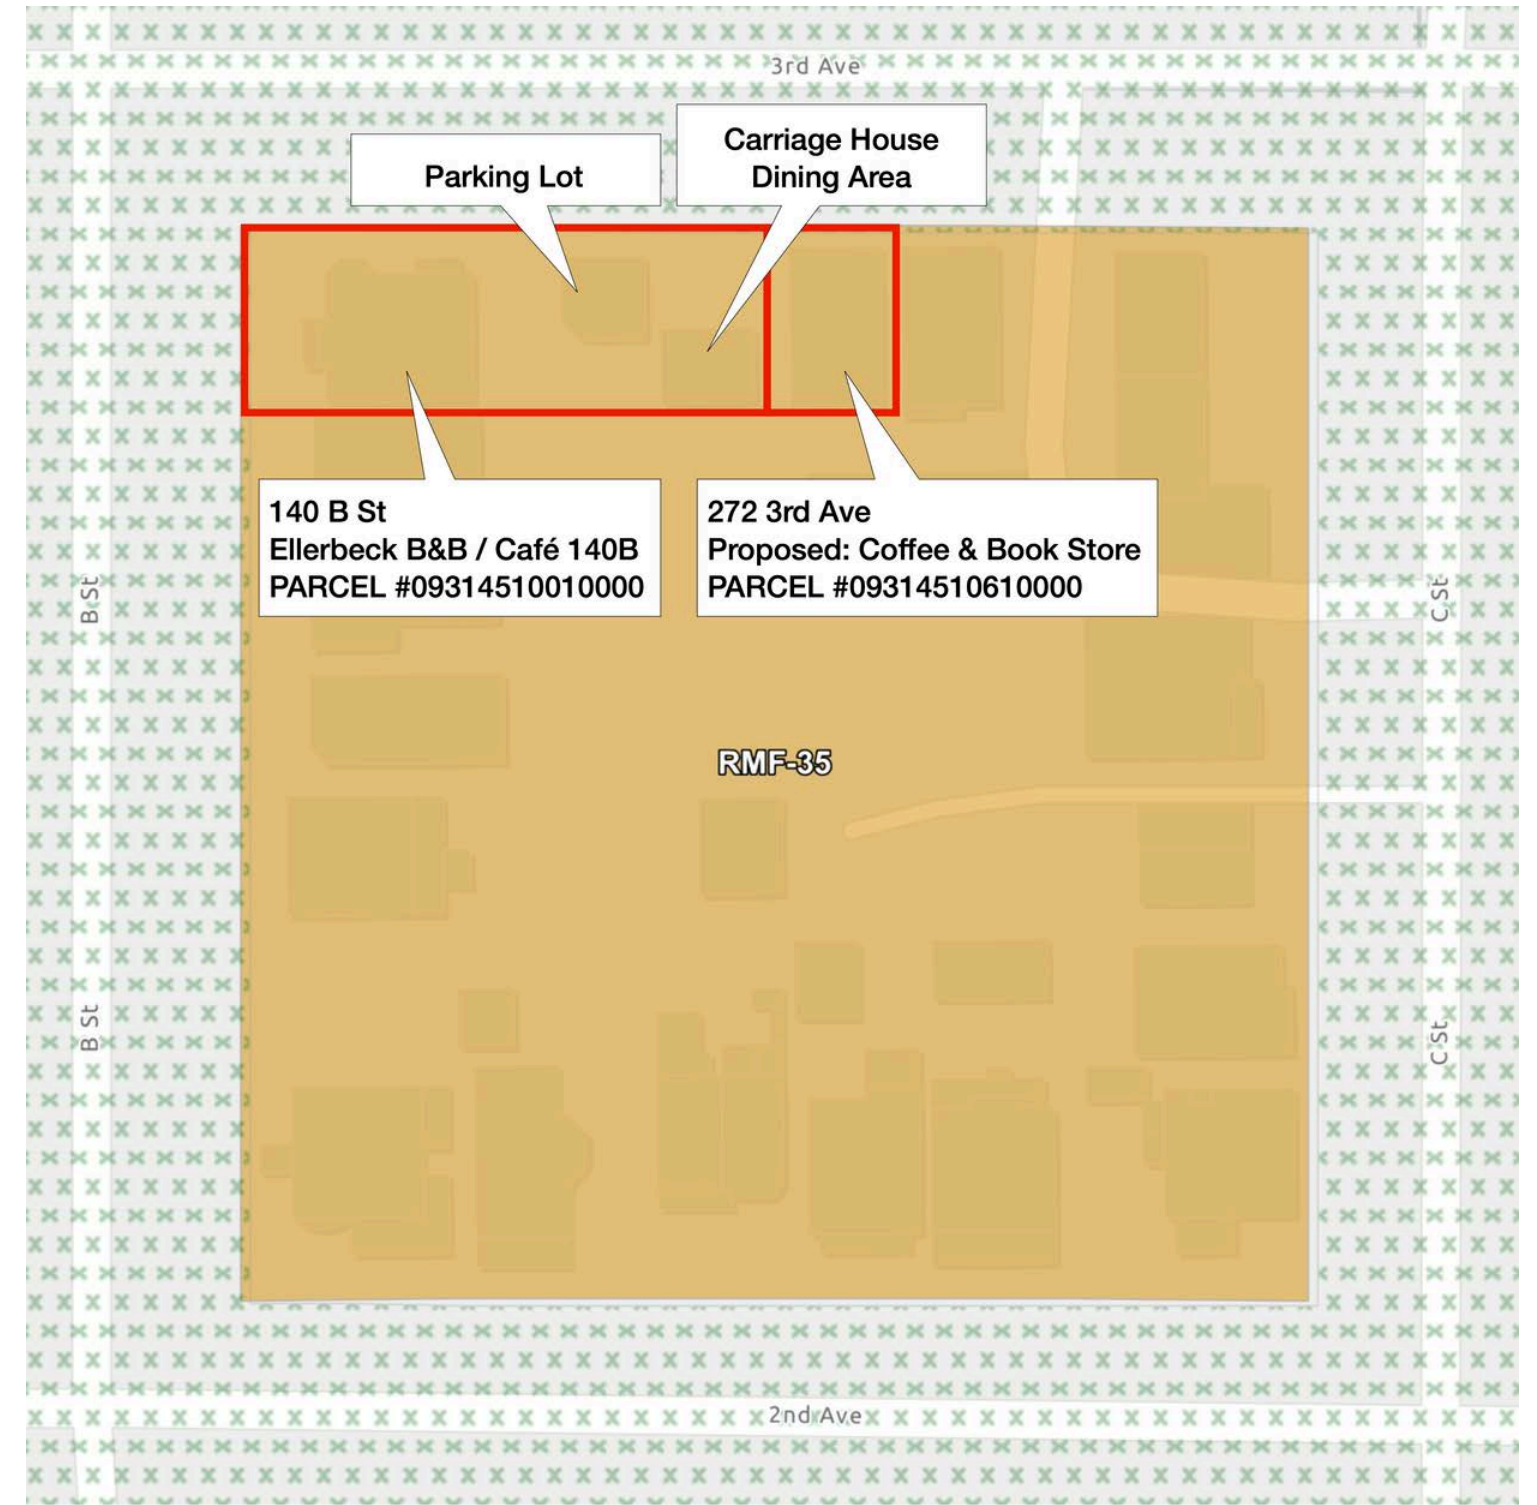 3rd Ave
Carriage House
Dining Area
Parking Lot
140 B St
Ellerbeck B&B / Café 140B
PARCEL #09314510010000
272 3rd Ave
Proposed: Coffee & Book Store
PARCEL #09314510610000
B St
C St
RMF-35
B St
C St
2nd Ave